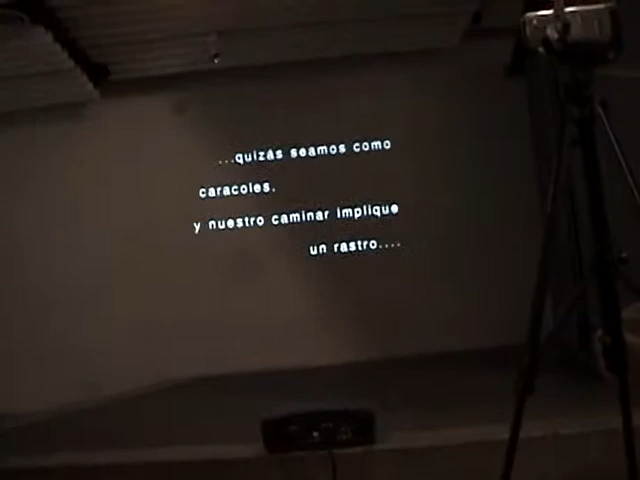 ...quizás seamos como
caracoles.
y nuestro caminar implique
un rastro....